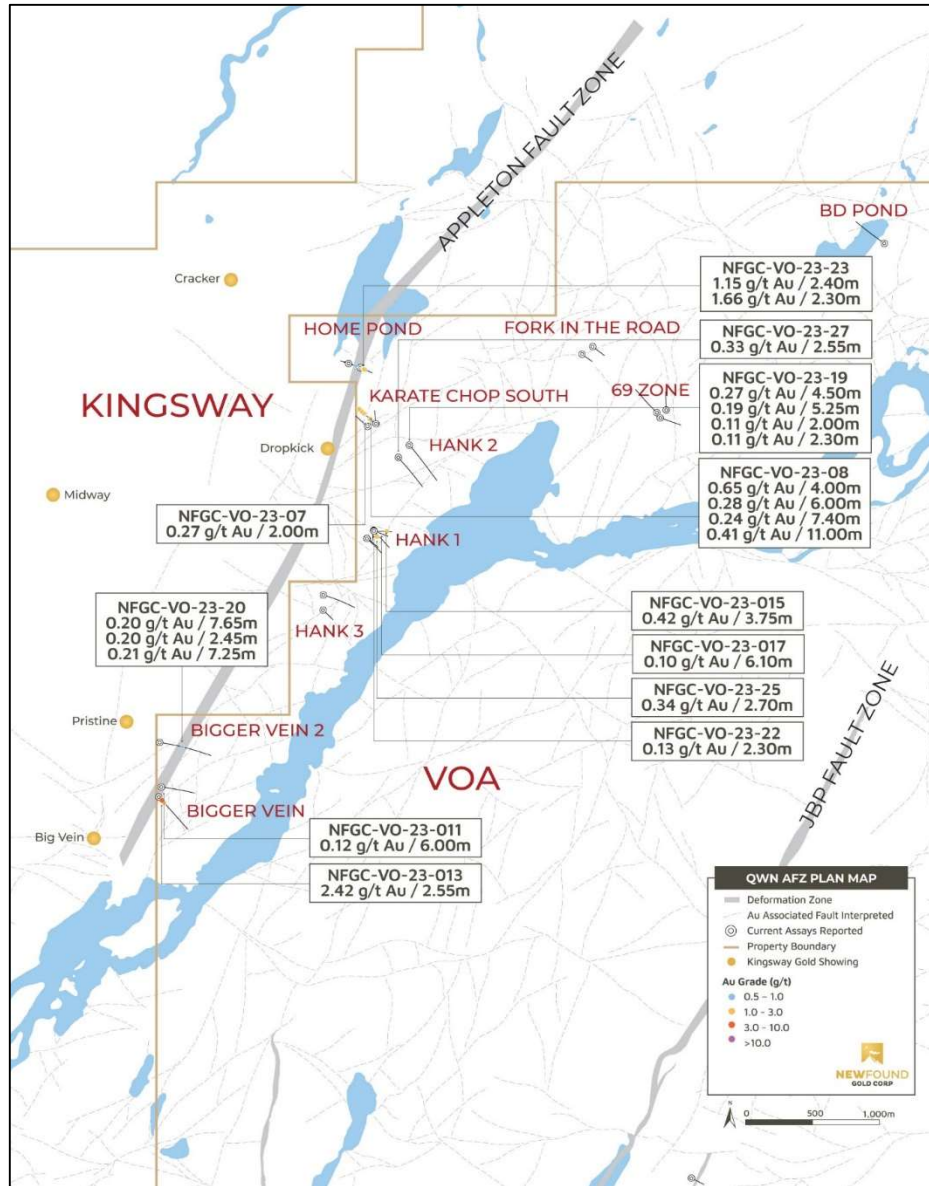 APPLETON FAULT ZONE
BD POND
Cracker
NFGC-VO-23-23
1.15 g/t Au / 2.40m
1.66 g/t Au / 2.30m
HOME POND
FORK IN THE ROAD
NFGC-VO-23-27
0.33 g/t Au / 2.55m
KINGSWAY
KARATE CHOP SOUTH
69 ZONE
NFGC-VO-23-19
0.27 g/t Au / 4.50m
0.19 g/t Au / 5.25m
0.11 g/t Au / 2.00m
0.11 g/t Au / 2.30m
Dropkick
HANK 2
Midway
NFGC-VO-23-08
0.65 g/t Au / 4.00m
0.28 g/t Au / 6.00m
0.24 g/t Au / 7.40m
0.41 g/t Au / 11.00m
NFGC-VO-23-07
0.27 g/t Au / 2.00m
HANK 1
NFGC-VO-23-20
0.20 g/t Au / 7.65m
0.20 g/t Au / 2.45m
0.21 g/t Au / 7.25m
HANK 3
NFGC-VO-23-015
0.42 g/t Au / 3.75m
NFGC-VO-23-017
0.10 g/t Au / 6.10m
NFGC-VO-23-25
0.34 g/t Au / 2.70m
NFGC-VO-23-22
0.13 g/t Au / 2.30m
Pristine
BIGGER VEIN 2
VOA
JBP FAULT ZONE
BIGGER VEIN
Big Vein
NFGC-VO-23-011
0.12 g/t Au / 6.00m
NFGC-VO-23-013
2.42 g/t Au / 2.55m
QWN AFZ PLAN MAP
Deformation Zone
Au Associated Fault Interpreted
Current Assays Reported
Property Boundary
Kingsway Gold Showing
Au Grade (g/t)
0.5 - 1.0
1.0 - 3.0
3.0 - 10.0
>10.0
NEWFOUND
GOLD CORP
N
0 500 1,000m